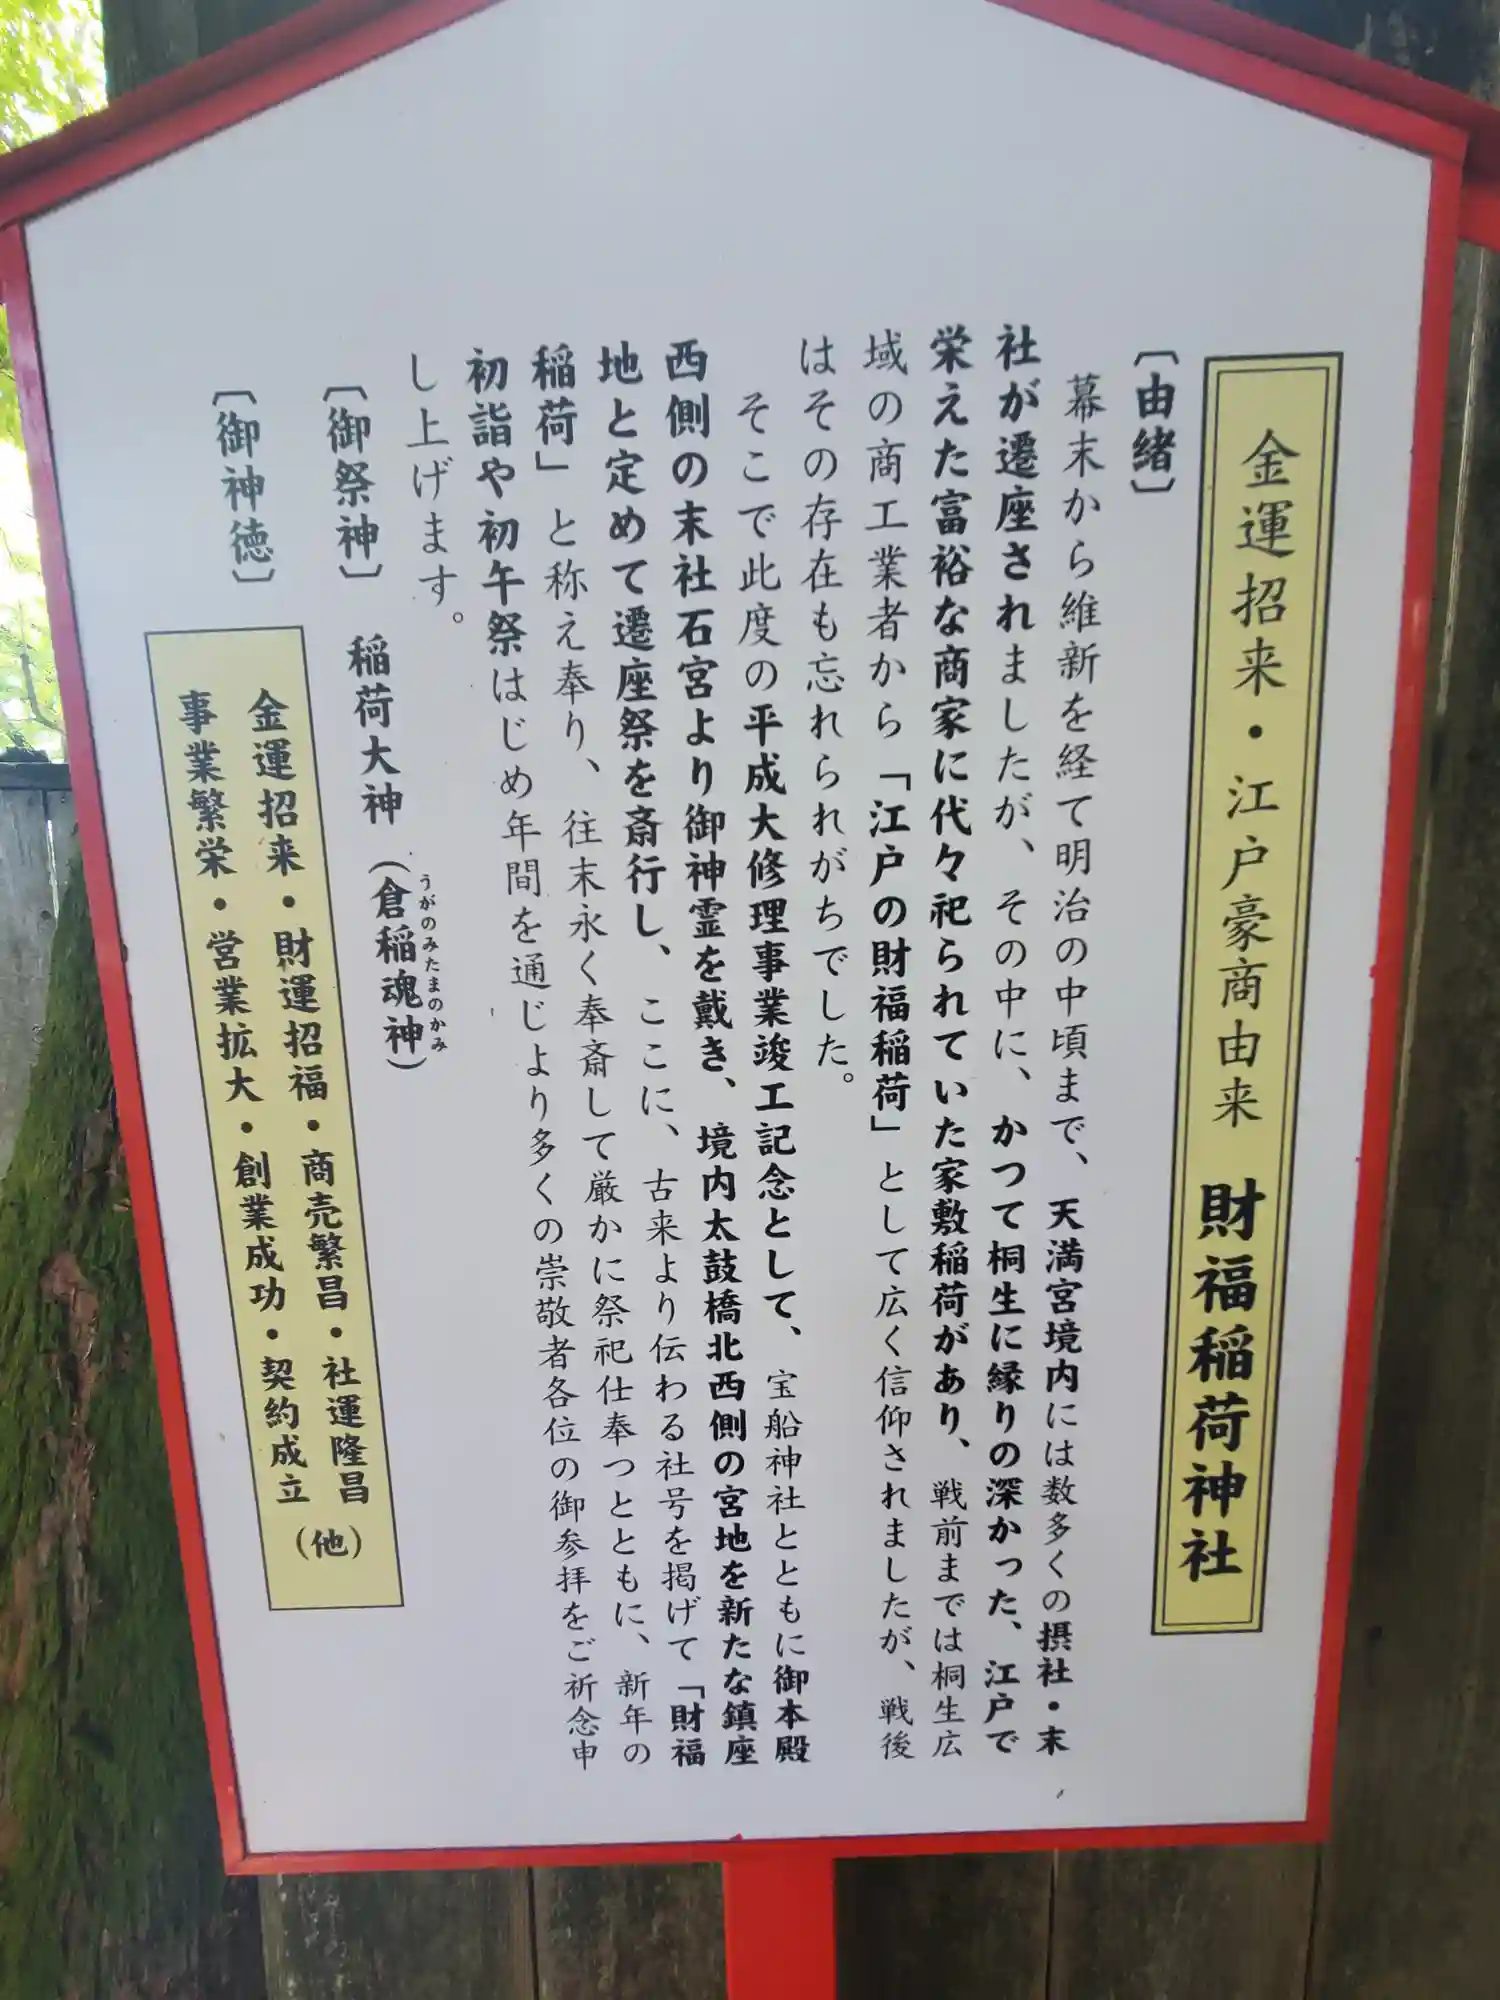 金運招来・江戸豪商由来 財福稲荷神社
〔由緒〕
幕末から維新を経て明治の中頃まで、天満宮境内には数多くの摂社・末
社が遷座されましたが、その中に、かつて桐生に縁りの深かった、江戸で
栄えた富裕な商家に代々祀られていた家敷稲荷があり、戦前までは桐生広
域の商工業者から「江戸の財福稲荷」として広く信仰されましたが、戦後
はその存在も忘れられがちでした。
そこで此度の平成大修理事業竣工記念として、宝船神社とともに御本殿
西側の末社石宮より御神霊を戴き、境内太鼓橋北西側の宮地を新たな鎮座
地と定めて遷座祭を斎行し、ここに、古来より伝わる社号を掲げて「財福
稲荷」と称え奉り、往末永く奉斎して厳かに祭祀仕奉つとともに、新年の
初詣や初午祭はじめ年間を通じより多くの崇敬者各位の御参拝をご祈念申
し上げます。
〔御祭神〕 稲荷大神(倉稲魂神)
うがのみたまのかみ
〔御神徳〕
金運招来・財運招福・商売繁昌・社運隆昌
事業繁栄・営業拡大・創業成功・契約成立 (他)